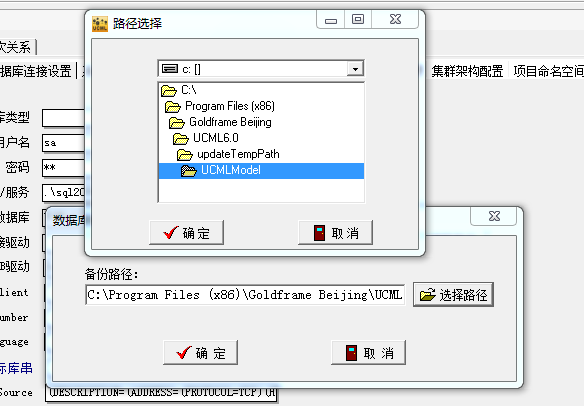 UCML 路径选择
次关系
据库连接设置
集群架构配置 项目命名空间
c: []
C:\
Program Files (x86)
Goldframe Beijing
UCML6.0
updateTempPath
UCMLModel
确 定 取 消
库类型
用户名 sa
密码 **
/服务 .\sql20
数据库
接驱动
B驱动
lient
umber
guage
标库串
Source (DESCRIPTION=(ADDRESS=(PROTOCOL=TCP)(H
数据库
备份路径:
C:\Program Files (x86)\Goldframe Beijing\UCML
选择路径
确 定 取 消